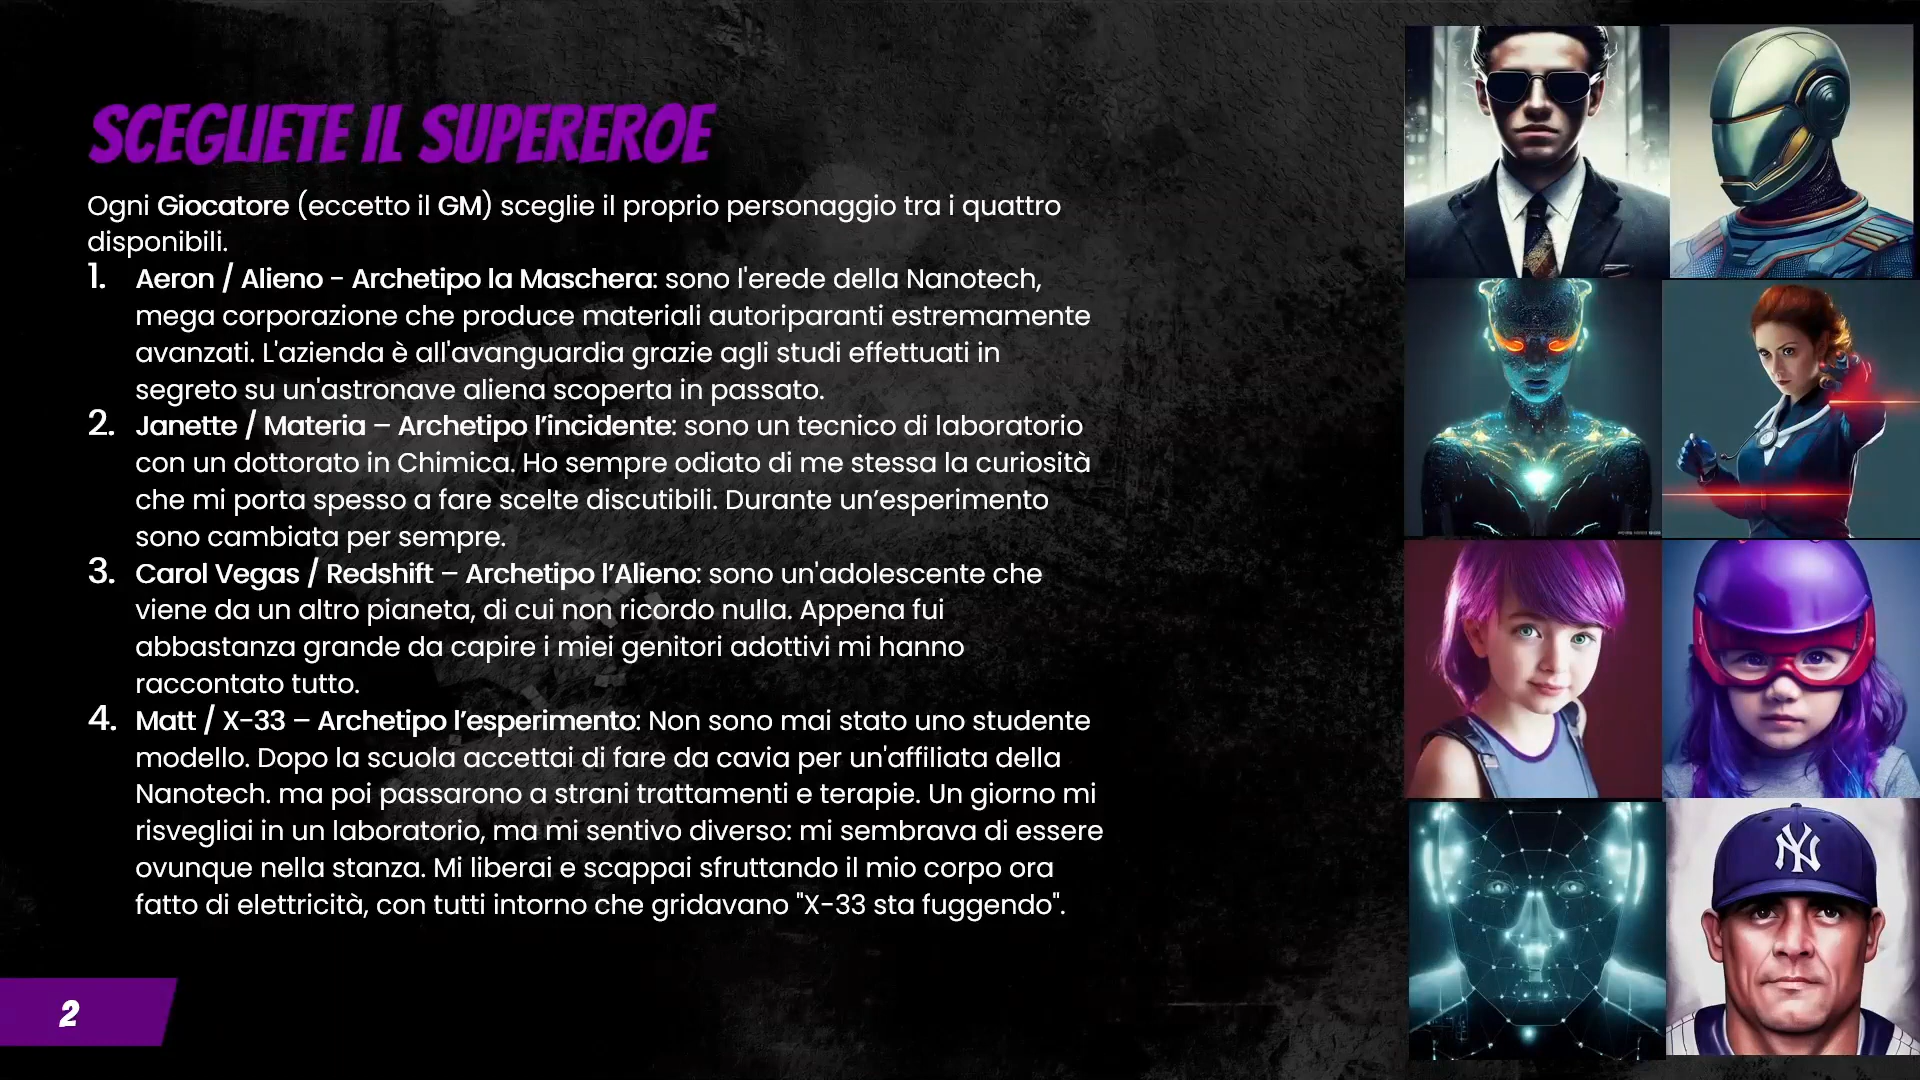 SCEGLIETE IL SUPEREROE
Ogni Giocatore (eccetto il GM) sceglie il proprio personaggio tra i quattro
disponibili.
1. Aeron / Alieno - Archetipo la Maschera: sono l'erede della Nanotech,
mega corporazione che produce materiali autoriparanti estremamente
avanzati. L'azienda è all'avanguardia grazie agli studi effettuati in
segreto su un'astronave aliena scoperta in passato.
2. Janette / Materia – Archetipo l’incidente: sono un tecnico di laboratorio
con un dottorato in Chimica. Ho sempre odiato di me stessa la curiosità
che mi porta spesso a fare scelte discutibili. Durante un’esperimento
sono cambiata per sempre.
3. Carol Vegas / Redshift – Archetipo l’Alieno: sono un'adolescente che
viene da un altro pianeta, di cui non ricordo nulla. Appena fui
abbastanza grande da capire i miei genitori adottivi mi hanno
raccontato tutto.
4. Matt / X-33 – Archetipo l’esperimento: Non sono mai stato uno studente
modello. Dopo la scuola accettai di fare da cavia per un'affiliata della
Nanotech. ma poi passarono a strani trattamenti e terapie. Un giorno mi
risvegliai in un laboratorio, ma mi sentivo diverso: mi sembrava di essere
ovunque nella stanza. Mi liberai e scappai sfruttando il mio corpo ora
fatto di elettricità, con tutti intorno che gridavano "X-33 sta fuggendo".
2
NY